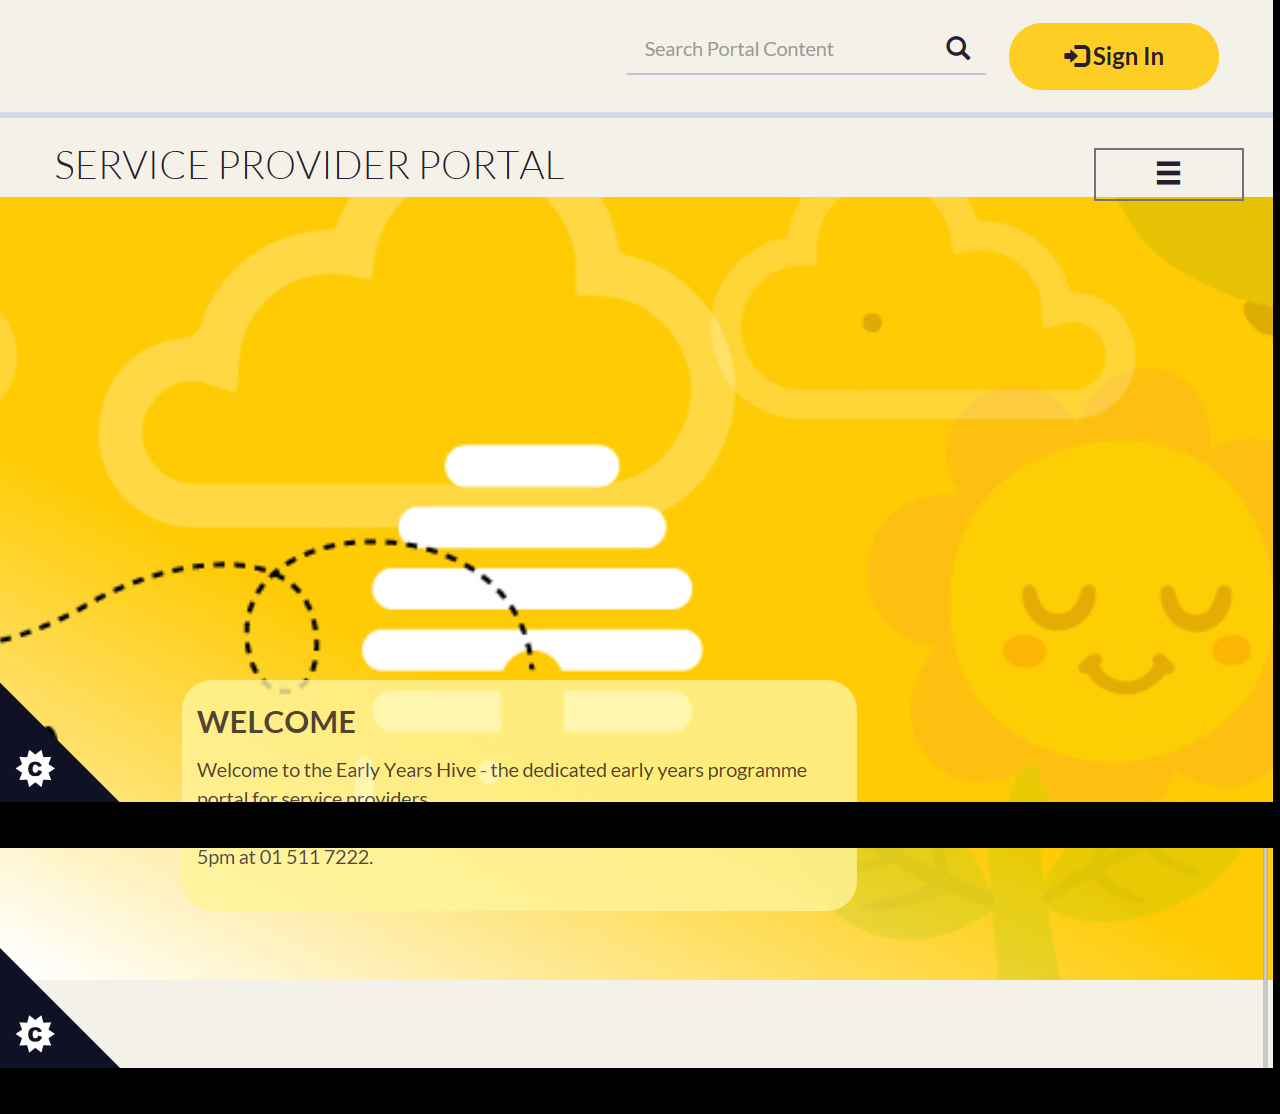 Search Portal Content
Sign In
SERVICE PROVIDER PORTAL
WELCOME
Welcome to the Early Years Hive - the dedicated early years programme
portal for service providers
5pm at 01 511 7222.
C
C